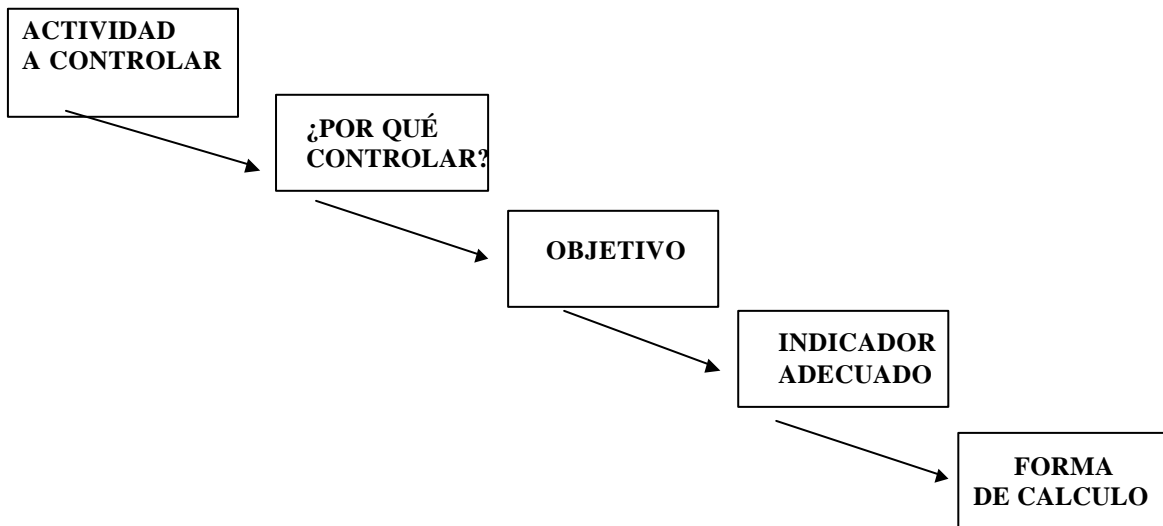 ACTIVIDAD
A CONTROLAR
¿POR QUÉ
CONTROLAR?
OBJETIVO
INDICADOR
ADECUADO
FORMA
DE CALCULO